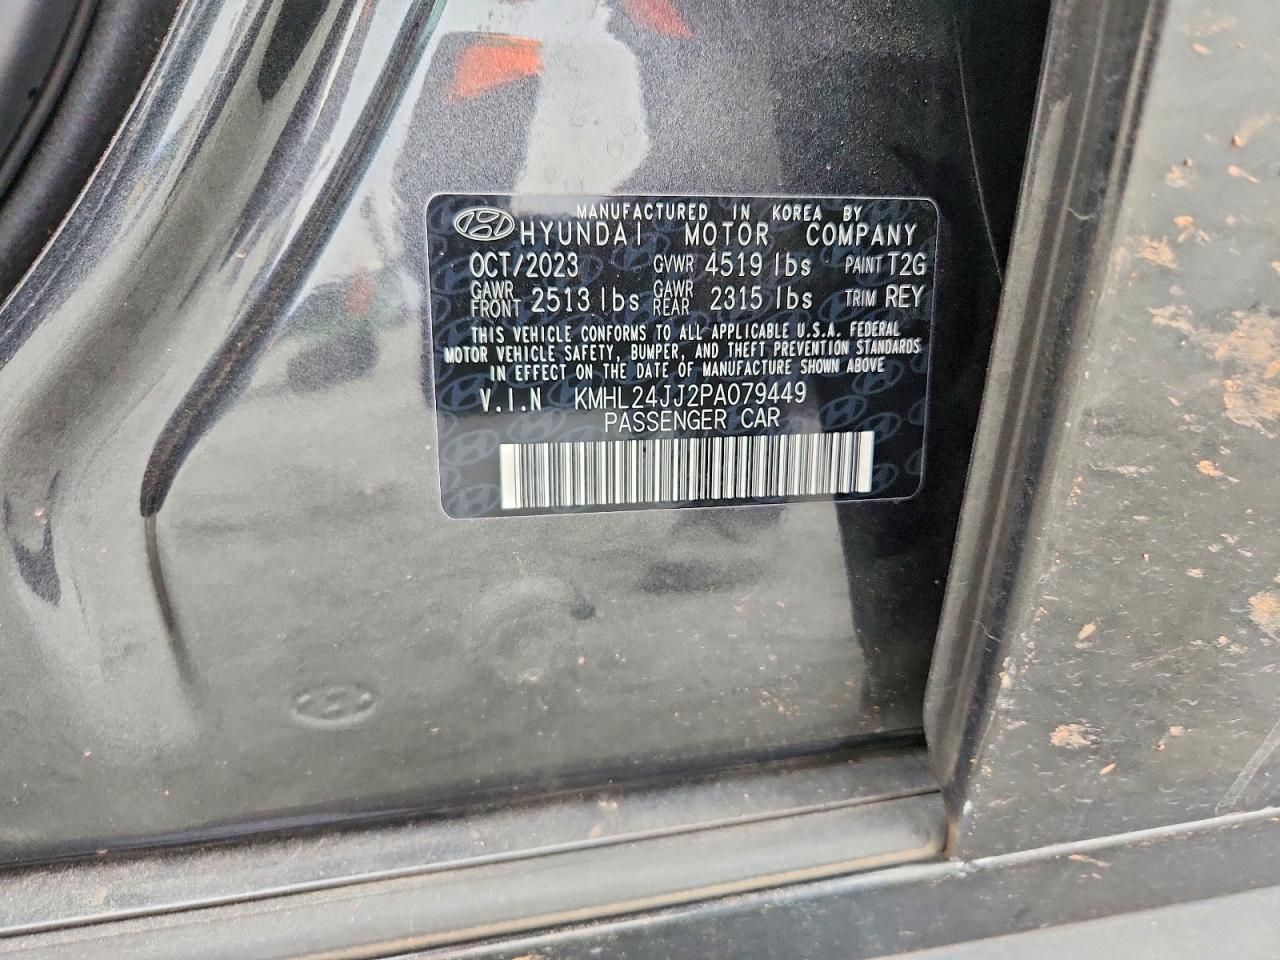 MANUFACTURED IN KOREA BY
HYUNDAI MOTOR COMPANY
OCT/2023 GVWR 4519 lbs PAINT T2G
GAWR FRONT 2513 lbs GAWR REAR 2315 lbs TRIM REY
THIS VEHICLE CONFORMS TO ALL APPLICABLE U.S.A. FEDERAL
MOTOR VEHICLE SAFETY, BUMPER, AND THEFT PREVENTION STANDARDS
IN EFFECT ON THE DATE OF MANUFACTURE SHOWN ABOVE
V.I.N KMHL24JJ2PA079449
PASSENGER CAR